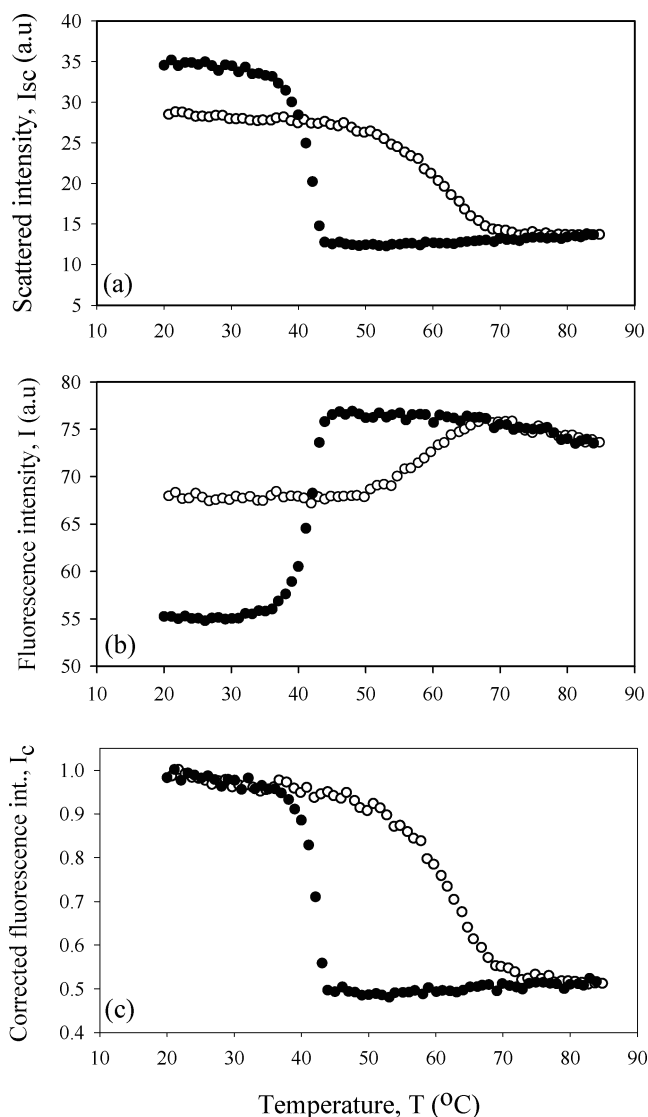 Scattered intensity, Isc (a.u)
40
35
30
25
20
15
10
5
(a)
10 20 30 40 50 60 70 80 90
Fluorescence intensity, I (a.u)
80
75
70
65
60
55
50
(b)
10 20 30 40 50 60 70 80 90
Corrected fluorescence int., Ic
1.0
0.9
0.8
0.7
0.6
0.5
0.4
(c)
10 20 30 40 50 60 70 80 90
Temperature, T (⁰C)